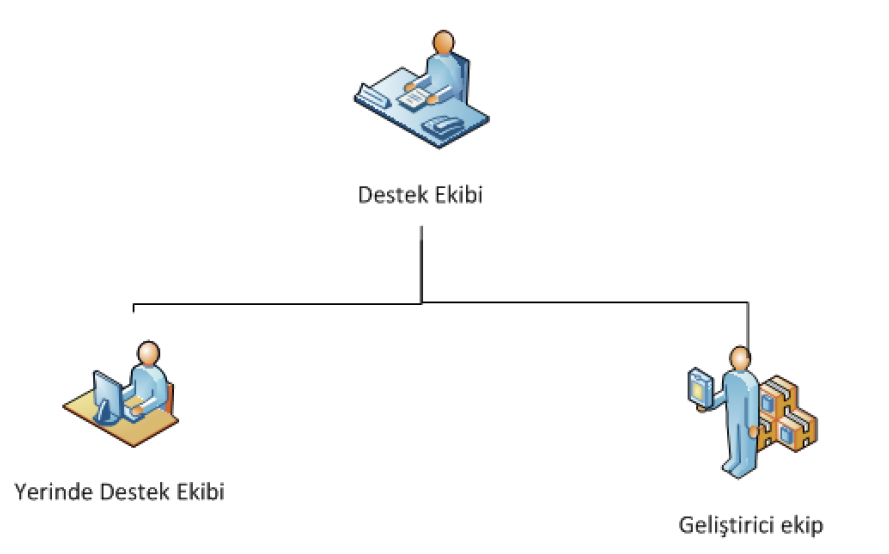 Destek Ekibi
Yerinde Destek Ekibi
Geliştirici ekip